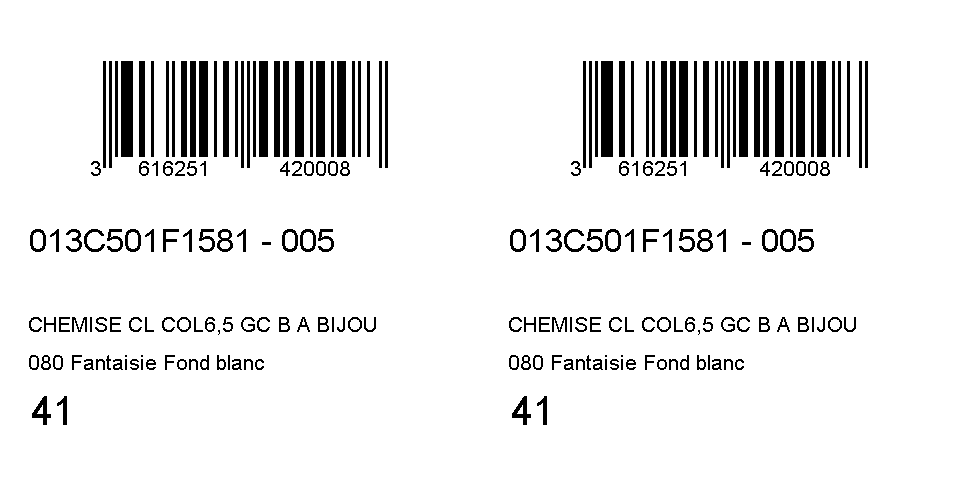 3 616251 420008
013C501F1581 - 005
CHEMISE CL COL6,5 GC B A BIJOU
080 Fantaisie Fond blanc
41
3 616251 420008
013C501F1581 - 005
CHEMISE CL COL6,5 GC B A BIJOU
080 Fantaisie Fond blanc
41